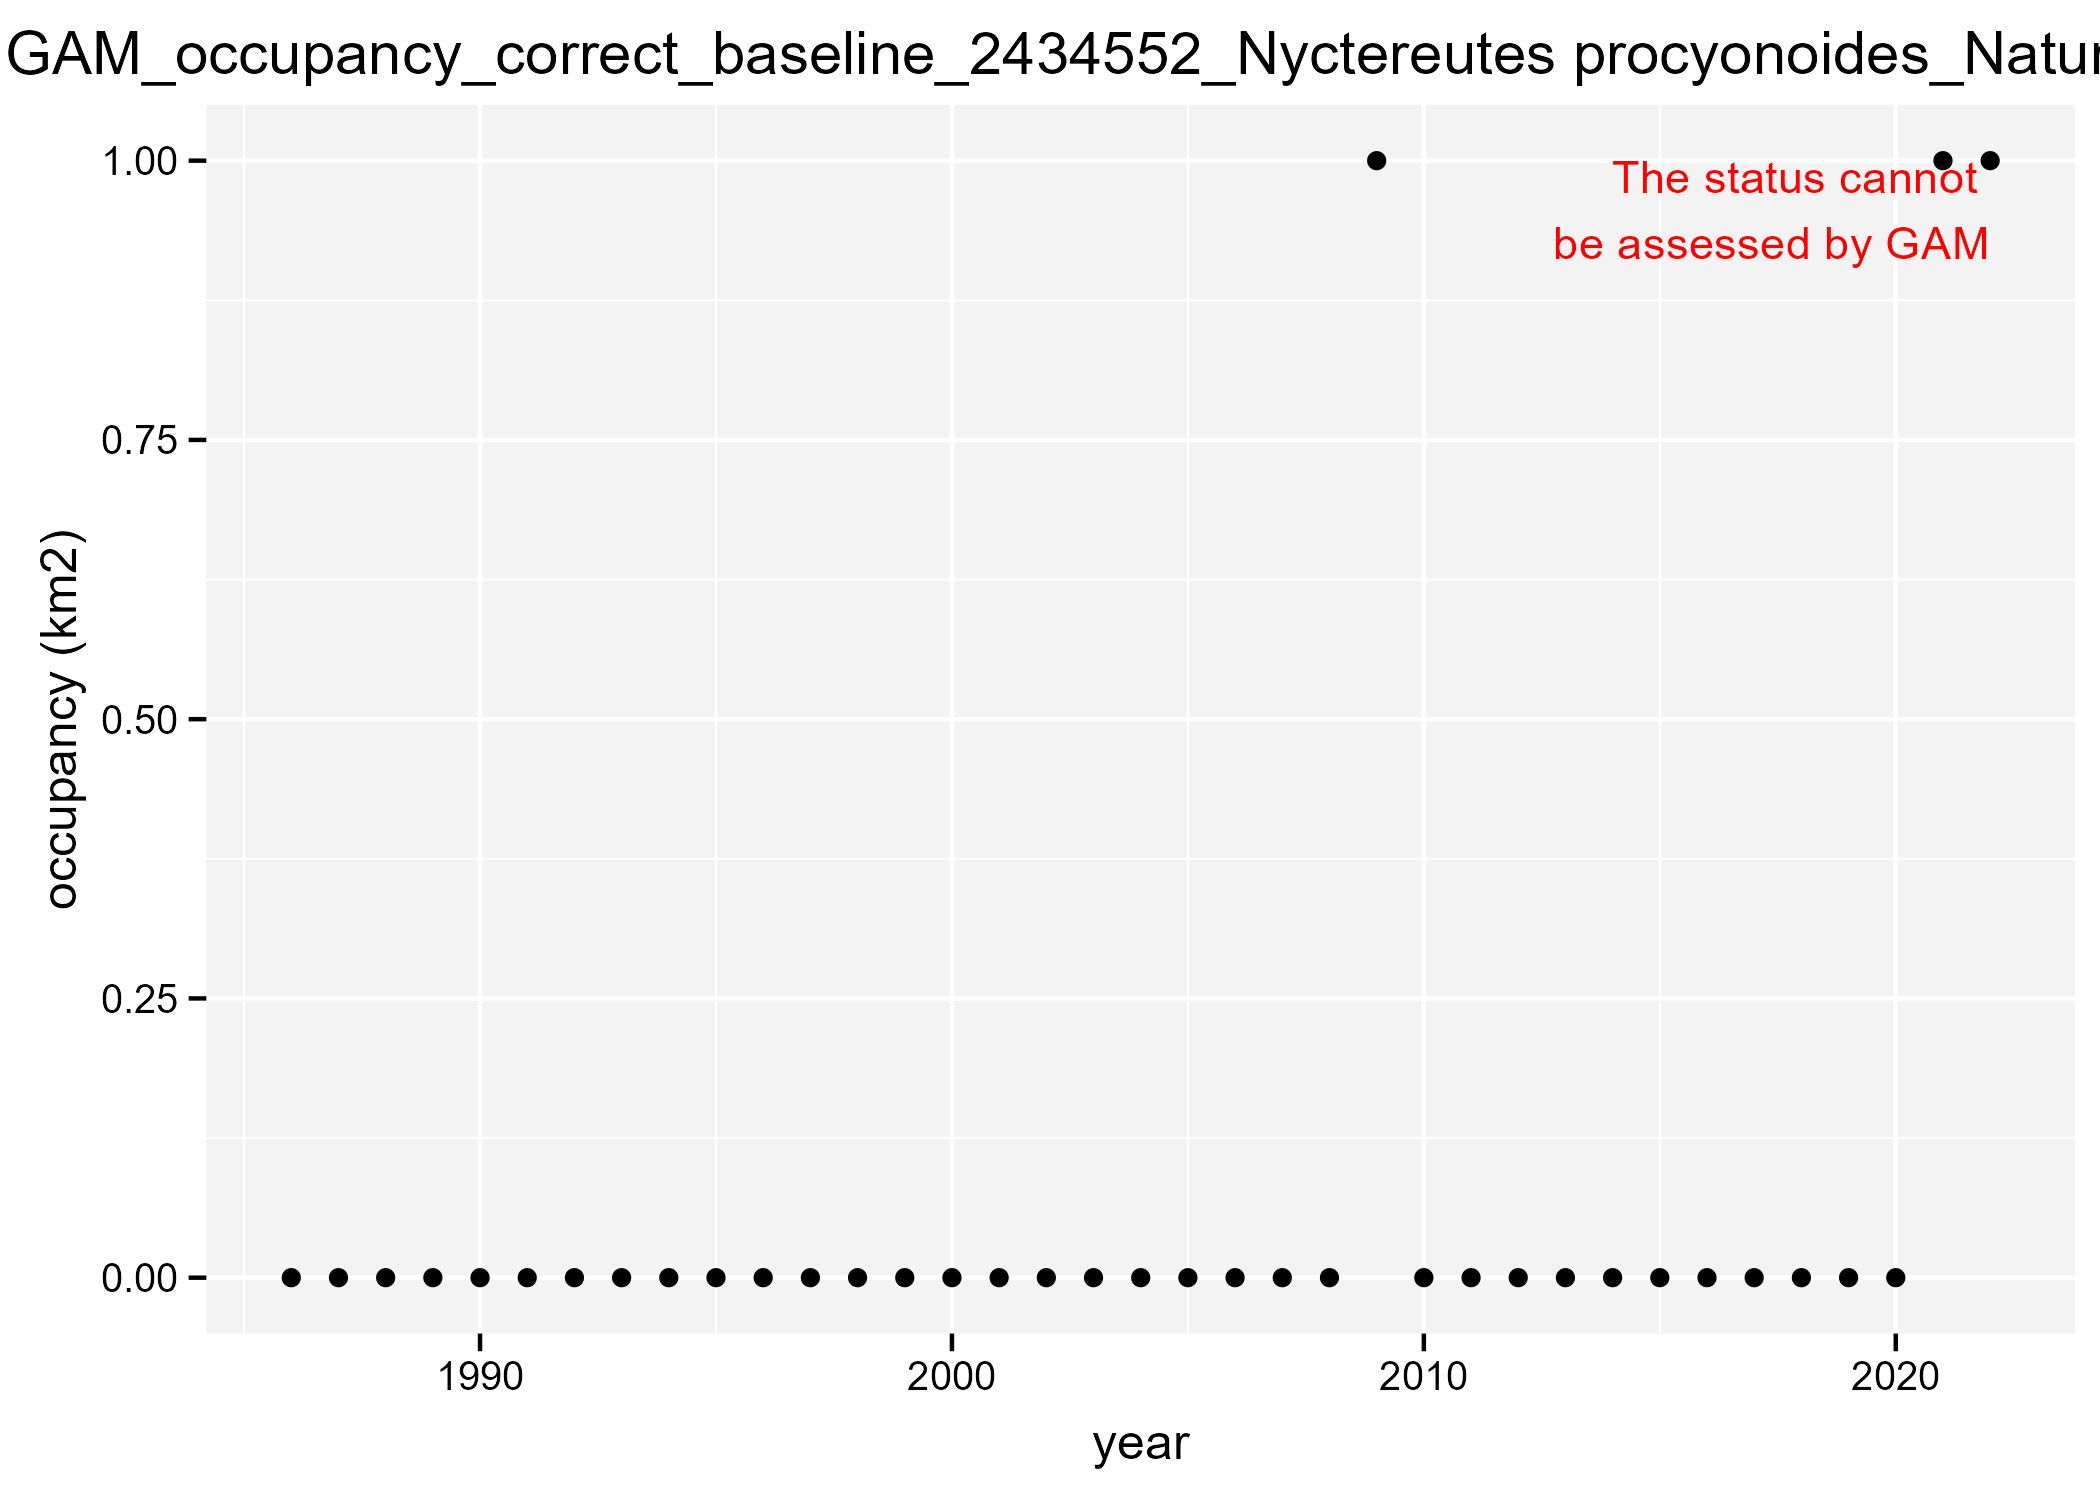 GAM_occupancy_correct_baseline_2434552_Nyctereutes procyonoides_Natur
1.00
The status cannot
be assessed by GAM
0.75
occupancy (km2)
0.50
0.25
0.00
1990 2000 2010 2020
year